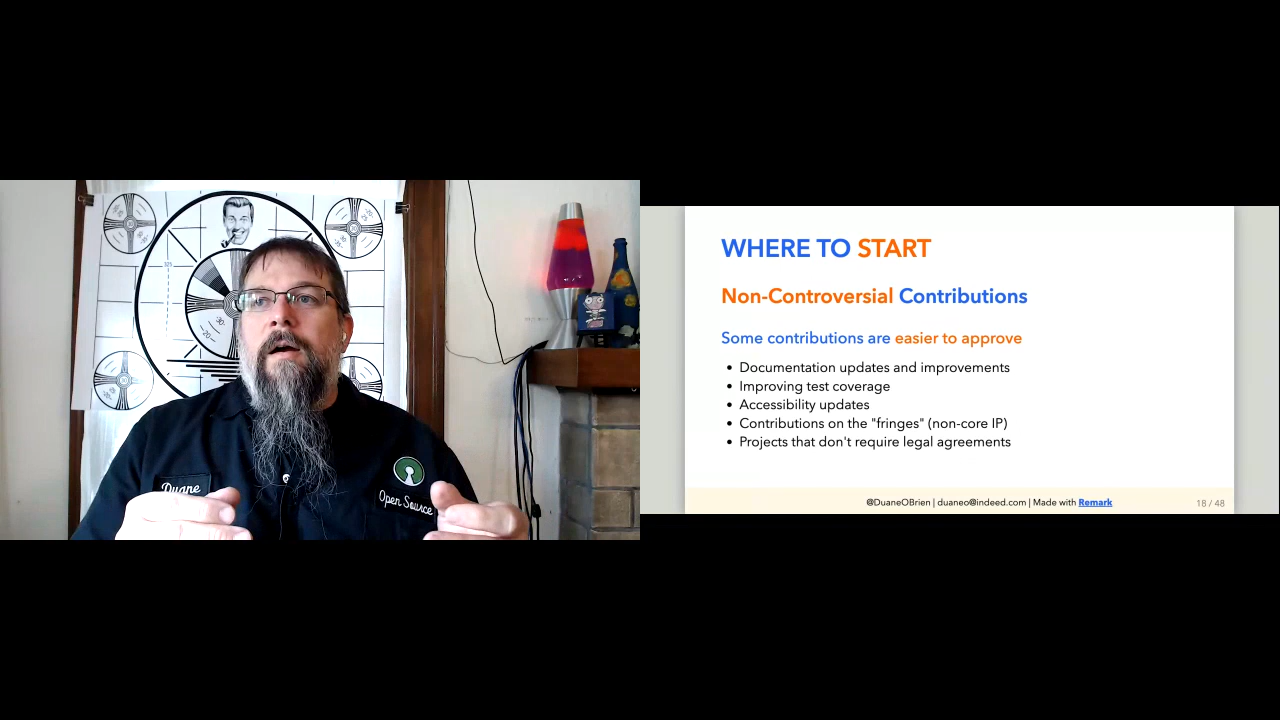 Duane
Open Source
WHERE TO START
Non-Controversial Contributions
Some contributions are easier to approve
• Documentation updates and improvements
• Improving test coverage
• Accessibility updates
• Contributions on the "fringes" (non-core IP)
• Projects that don't require legal agreements
@DuaneOBrien | duaneo@indeed.com | Made with Remark
18 / 48